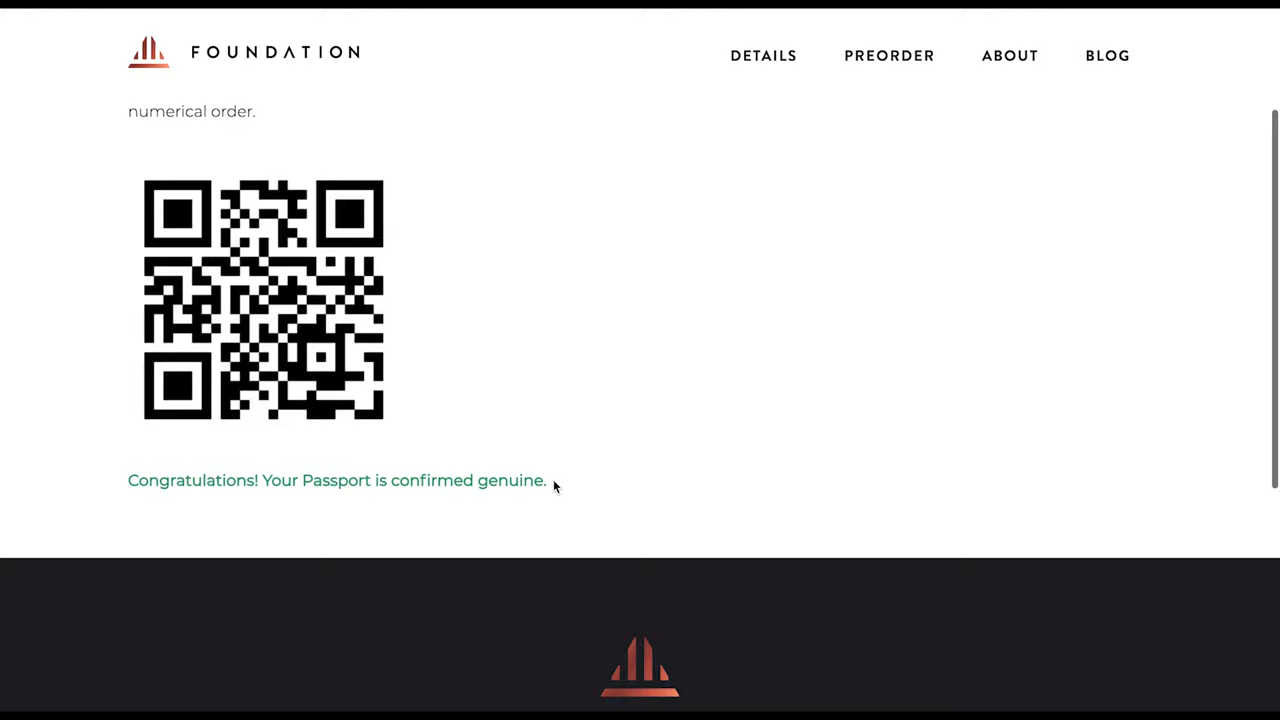 FOUNDATION
DETAILS PREORDER ABOUT BLOG
numerical order.
Congratulations! Your Passport is confirmed genuine.